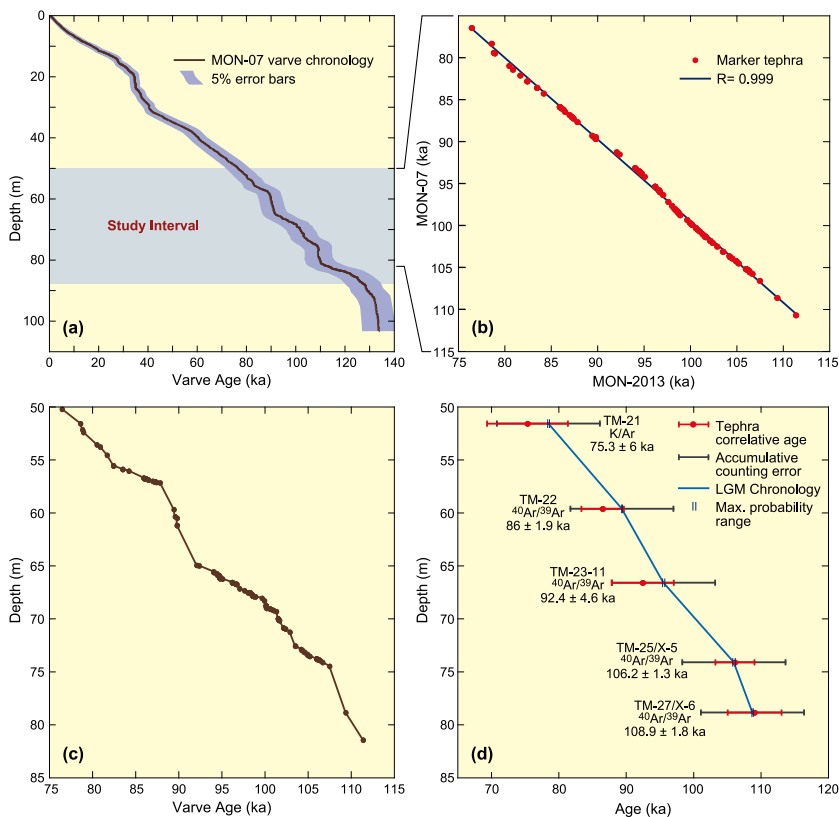 0
20
40
60
80
100
Depth (m)
0
20
40
60
80
100
120
140
Varve Age (ka)
MON-07 varve chronology
5% error bars
Study Interval
(a)
75
80
85
90
95
100
105
110
115
MON-07 (ka)
75
80
85
90
95
100
105
110
115
MON-2013 (ka)
Marker tephra
R= 0.999
(b)
50
55
60
65
70
75
80
85
Depth (m)
75
80
85
90
95
100
105
110
115
Varve Age (ka)
(c)
50
55
60
65
70
75
80
85
Depth (m)
70
80
90
100
110
120
Age (ka)
TM-21
K/Ar
75.3 ± 6 ka
TM-22
40Ar/39Ar
86 ± 1.9 ka
TM-23-11
40Ar/39Ar
92.4 ± 4.6 ka
TM-25/X-5
40Ar/39Ar
106.2 ± 1.3 ka
TM-27/X-6
40Ar/39Ar
108.9 ± 1.8 ka
Tephra
correlative age
Accumulative
counting error
LGM Chronology
Max. probability
range
(d)